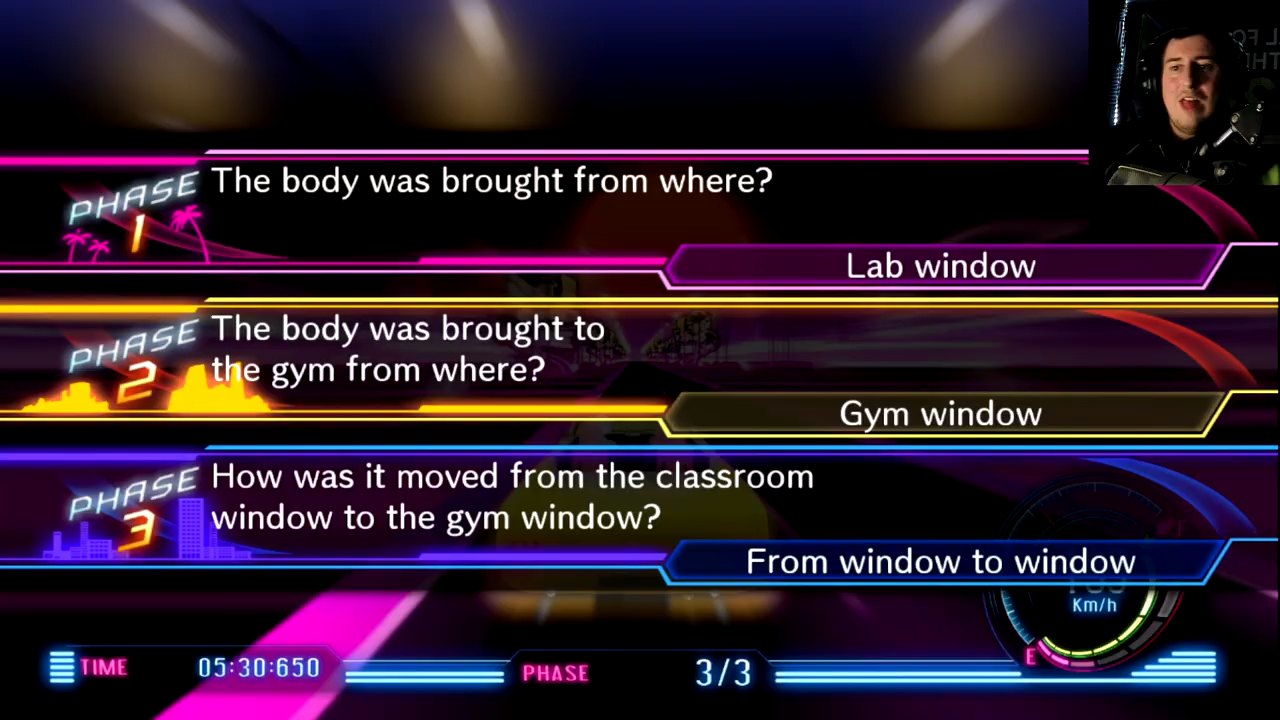 PHASE 1
The body was brought from where?
Lab window
PHASE 2
The body was brought to
the gym from where?
Gym window
PHASE 3
How was it moved from the classroom
window to the gym window?
From window to window
Km/h
E
TIME 05:30:650 PHASE 3/3